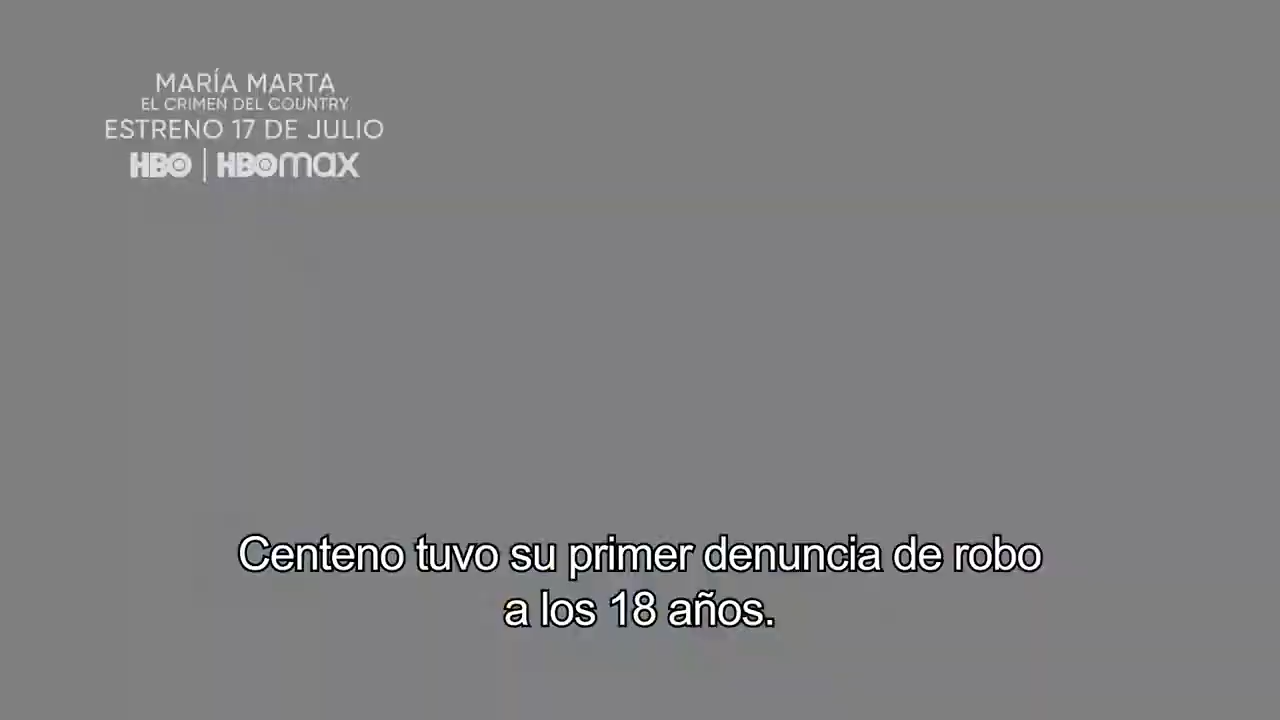 MARÍA MARTA
EL CRIMEN DEL COUNTRY
ESTRENO 17 DE JULIO
HBO | HBOMAX
Centeno tuvo su primer denuncia de robo
a los 18 años.